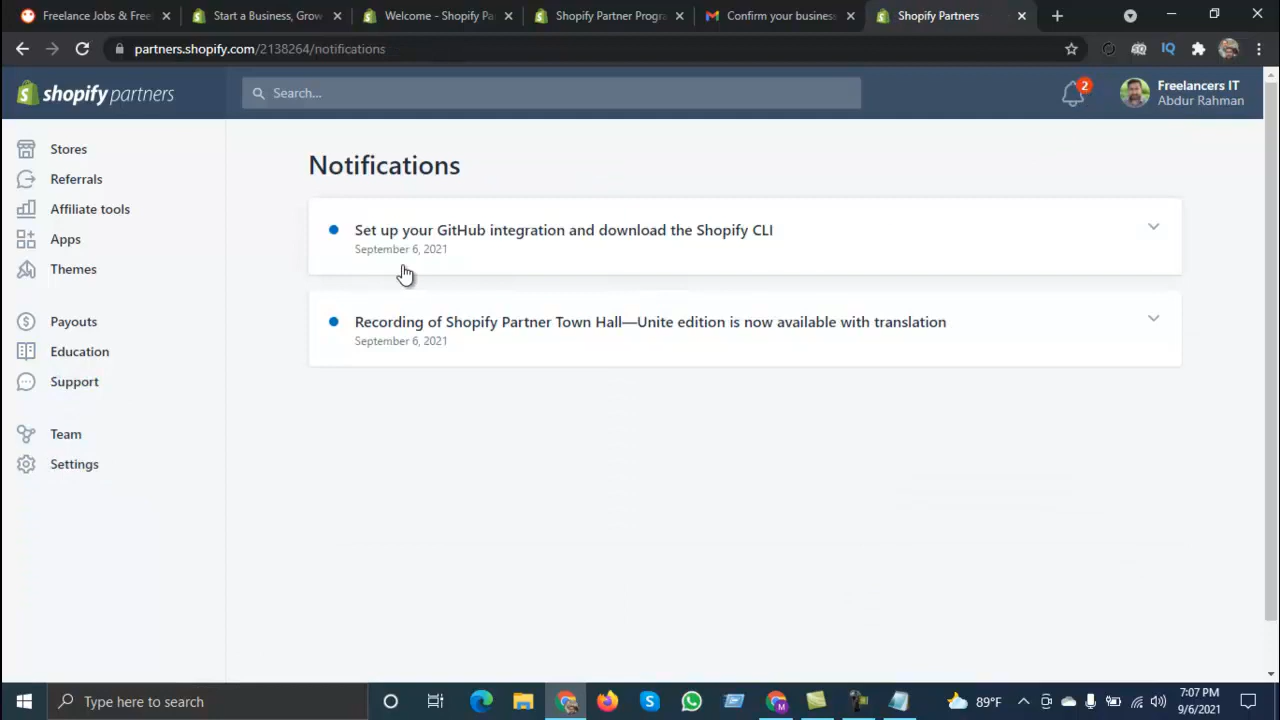 Freelance Jobs & Free
Start a Business, Grow
Welcome - Shopify Pa
Shopify Partner Progra
Confirm your business
Shopify Partners
partners.shopify.com/2138264/notifications
IQ
shopify partners
Search...
2
Freelancers IT
Abdur Rahman
Stores
Referrals
Affiliate tools
Apps
Themes
Payouts
Education
Support
Team
Settings
Notifications
Set up your GitHub integration and download the Shopify CLI
September 6, 2021
Recording of Shopify Partner Town Hall—Unite edition is now available with translation
September 6, 2021
Type here to search
89°F
7:07 PM
9/6/2021